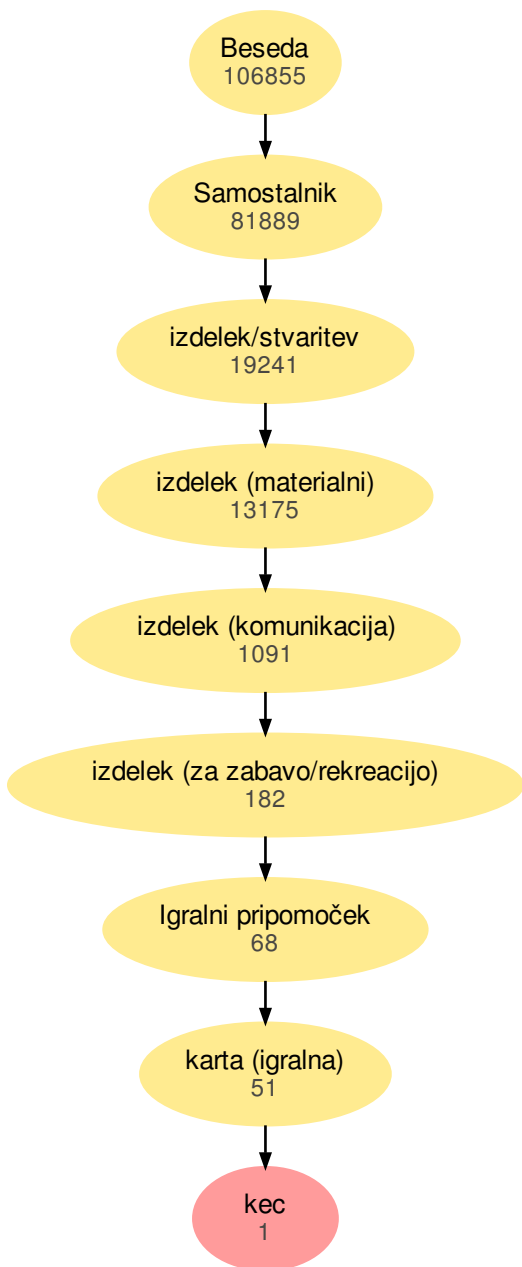 Beseda
106855
Samostalnik
81889
izdelek/stvaritev
19241
izdelek (materialni)
13175
izdelek (komunikacija)
1091
izdelek (za zabavo/rekreacijo)
182
Igralni pripomoček
68
karta (igralna)
51
kec
1